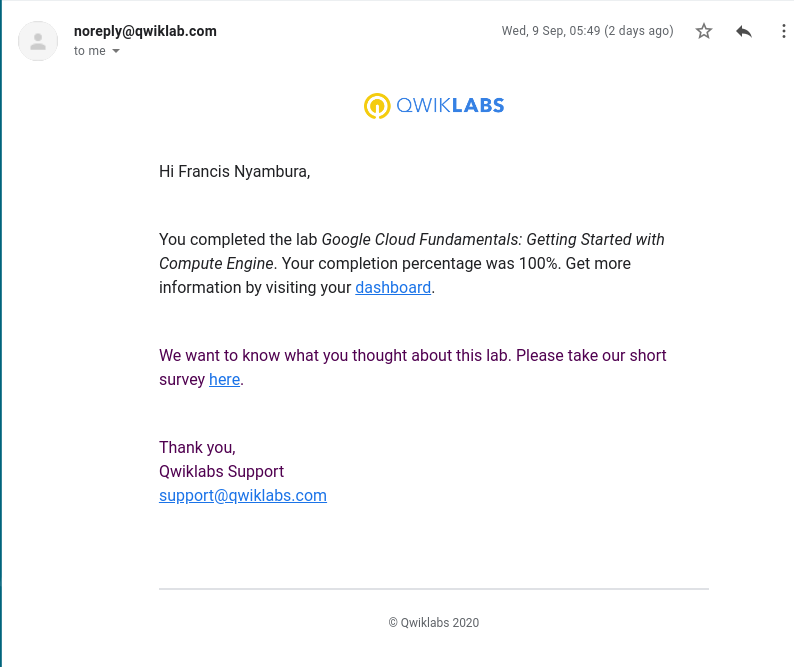 noreply@qwiklab.com
Wed, 9 Sep, 05:49 (2 days ago)
to me
QWIKLABS
Hi Francis Nyambura,
You completed the lab Google Cloud Fundamentals: Getting Started with
Compute Engine. Your completion percentage was 100%. Get more
information by visiting your dashboard.
We want to know what you thought about this lab. Please take our short
survey here.
Thank you,
Qwiklabs Support
support@qwiklabs.com
© Qwiklabs 2020